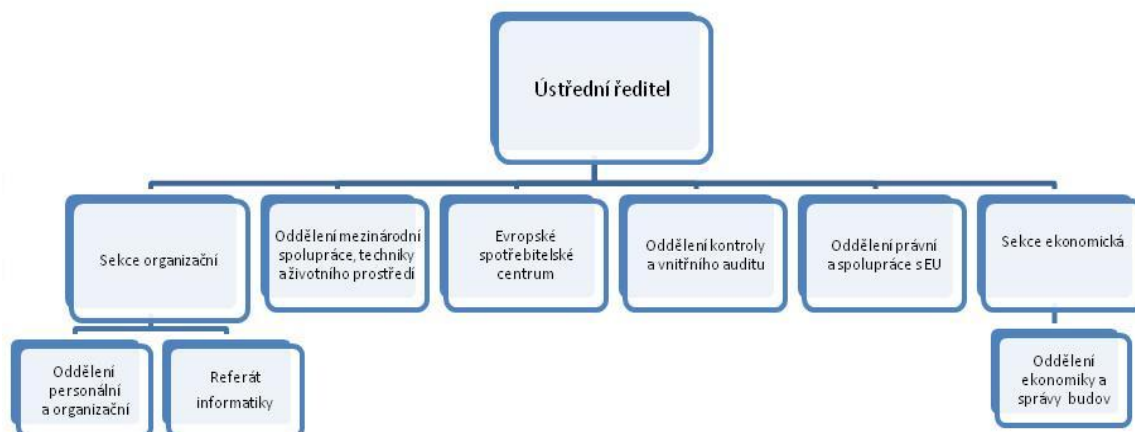 Ústřední ředitel
Sekce organizační
Oddělení mezinárodní
spolupráce, techniky
a životního prostředí
Evropské
spotřebitelské
centrum
Oddělení kontroly
a vnitřního auditu
Oddělení právní
a spolupráce s EU
Sekce ekonomická
Oddělení
personální
a organizační
Referát
informatiky
Oddělení
ekonomiky a
správy budov